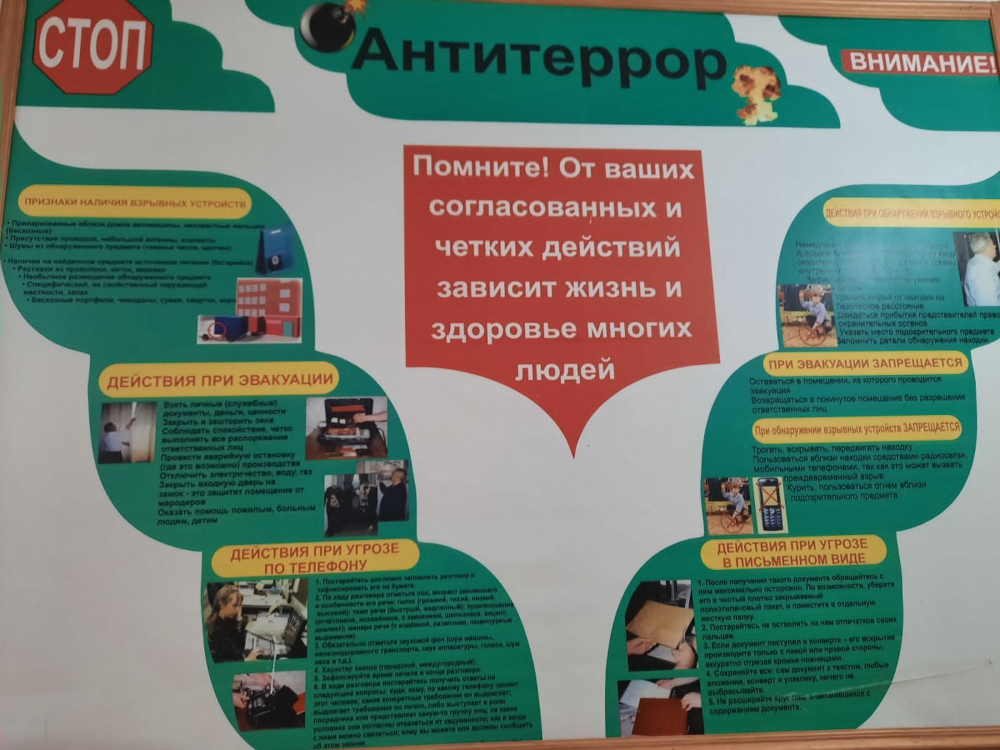 СТОП
Антитеррор
ВНИМАНИЕ!
Помните! От ваших
согласованных и
четких действий
зависит жизнь и
здоровье многих
людей
ПРИЗНАКИ НАЛИЧИЯ ВЗРЫВНЫХ УСТРОЙСТВ
• Припаркованные вблизи домов автомашины, неизвестные жильцам
(бесхозные)
• Присутствие проводов, небольшой антенны, изоленты
• Шумы из обнаруженного предмета (тиканье часов, щелчки)
• Наличие на найденном предмете источников питания (батарейки)
• Растяжки из проволоки, ниток, веревки
• Необычное размещение обнаруженного предмета
• Специфический, не свойственный окружающей
местности, запах
• Бесхозные портфели, чемоданы, сумки, свертки, коро
ДЕЙСТВИЯ ПРИ ЭВАКУАЦИИ
Взять личные (служебные)
документы, деньги, ценности
Закрыть и зашторить окна
Соблюдать спокойствие, четко
выполнять все распоряжения
ответственных лиц
Провести аварийную остановку
(где это возможно) производства
Отключить электричество, воду, газ
Закрыть входную дверь на
замок - это защитит помещение от
мародеров
Оказать помощь пожилым, больным
людям, детям
ДЕЙСТВИЯ ПРИ УГРОЗЕ
ПО ТЕЛЕФОНУ
1. Постарайтесь дословно запомнить разговор и
зафиксировать его на бумаге.
2. По ходу разговора отметьте пол, возраст звонившего
и особенности его речи: голос (громкий, тихий, низкий,
высокий); темп речи (быстрый, медленный); произношение
(отчётливое, искажённое, с заиканием, шепелявое, акцент,
диалект); манера речи (с издёвкой, развязная, нецензурные
выражения).
3. Обязательно отметьте звуковой фон (шум машины,
железнодорожного транспорта, звук аппаратуры, голоса, шум
леса и т.д.).
4. Характер звонка (городской, междугородный).
5. Зафиксируйте время начала и конца разговора.
6. В ходе разговора постарайтесь получить ответы на
следующие вопросы: куда, кому, по какому телефону звонит
этот человек; какие конкретные требования он выдвигает;
выдвигает требования он лично, либо выступает в роли
посредника или представляет какую-то группу лиц; на каких
условиях они согласны отказаться от задуманного; как и когда
с ними можно связаться; кому вы можете или должны сообщить
об этом звонке.
ДЕЙСТВИЯ ПРИ ОБНАРУЖЕНИИ ВЗРЫВНОГО УСТРОЙС
предмете
внутренних
обнаружения
Удалить людей от находки на
безопасное расстояние
Дождаться прибытия представителей право
охранительных органов
Указать место подозрительного предмета
Запомнить детали обнаружения находки
ПРИ ЭВАКУАЦИИ ЗАПРЕЩАЕТСЯ
Оставаться в помещении, из которого проводится
эвакуация
Возвращаться в покинутое помещение без разрешения
ответственных лиц
При обнаружении взрывных устройств ЗАПРЕЩАЕТСЯ
Трогать, вскрывать, передвигать находку
Пользоваться вблизи находки средствами радиосвязи,
мобильными телефонами, так как это может вызвать
преждевременный взрыв
Курить, пользоваться огнем вблизи
подозрительного предмета
ДЕЙСТВИЯ ПРИ УГРОЗЕ
В ПИСЬМЕННОМ ВИДЕ
1. После получения такого документа обращайтесь с
ним максимально осторожно. По возможности, уберите
его в чистый плотно закрываемый
полиэтиленовый пакет, и поместите в отдельную
жесткую папку.
2. Постарайтесь не оставлять на нем отпечатков своих
пальцев.
3. Если документ поступил в конверте – его вскрытие
производите только с левой или правой стороны,
аккуратно отрезая кромки ножницами.
4. Сохраняйте все: сам документ с текстом, любые
вложения, конверт и упаковку, ничего не
выбрасывайте.
5. Не расширяйте круг лиц, знакомившихся с
содержанием документа.